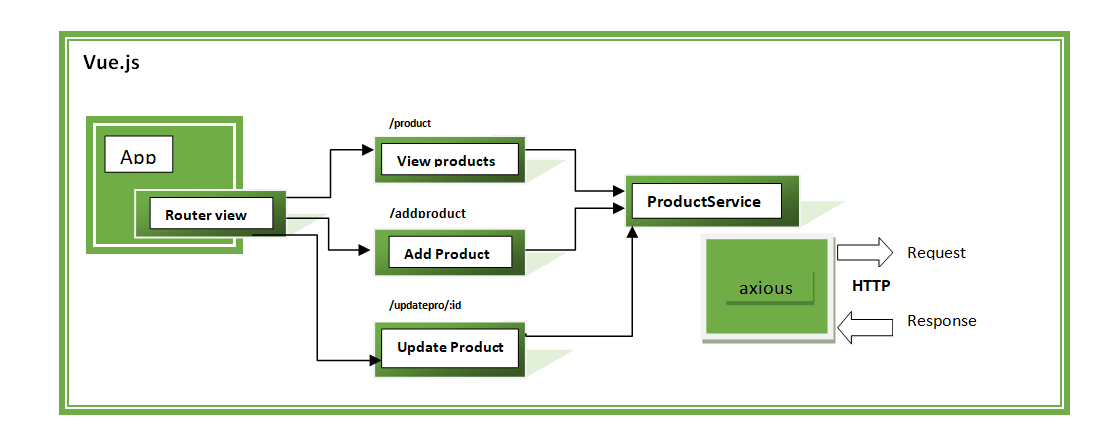 Vue.js
App
Router view
/product
View products
/addproduct
Add Product
/updatepro/:id
Update Product
ProductService
axious
Request
HTTP
Response